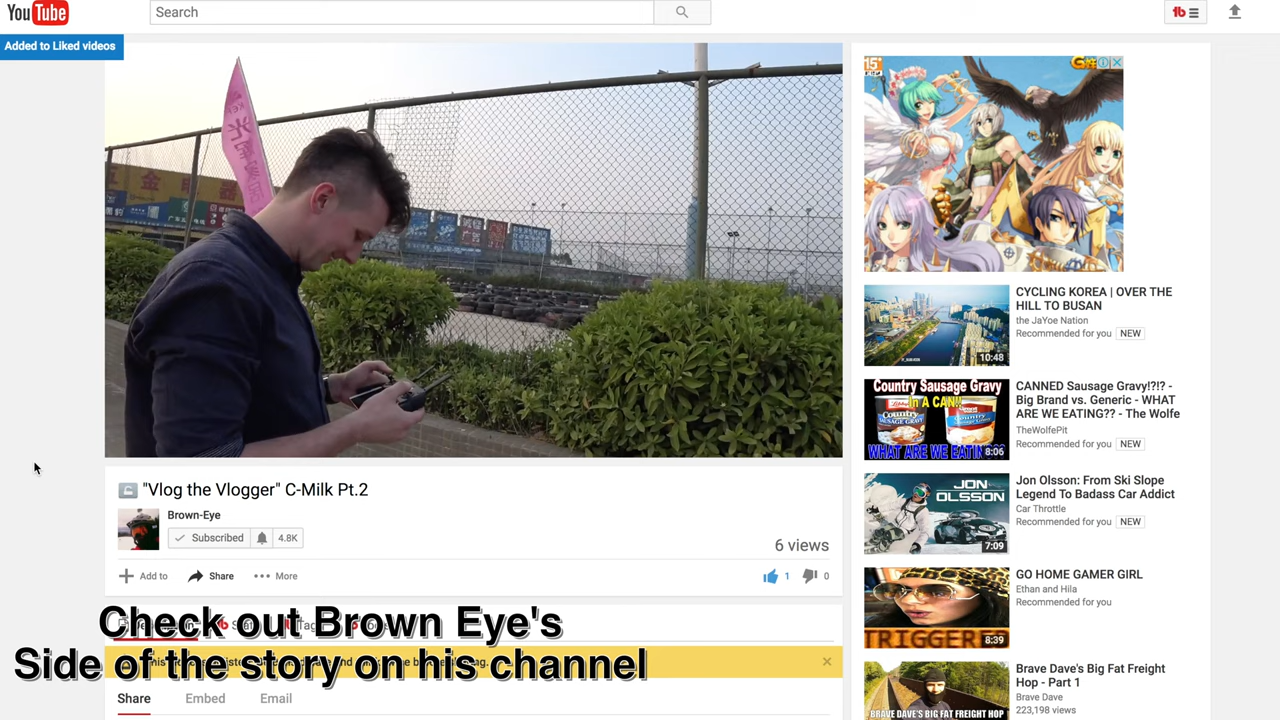 YouTube
Search
Added to Liked videos
"Vlog the Vlogger" C-Milk Pt.2
Brown-Eye
Subscribed 4.8K
6 views
Add to Share More 1 0
Check out Brown Eye's
Side of the story on his channel
Share Embed Email
CYCLING KOREA | OVER THE
HILL TO BUSAN
the JaYoe Nation
Recommended for you NEW
10:48
Country Sausage Gravy
In A CAN!!
WHAT ARE WE EATIN
8:06
CANNED Sausage Gravy!?!? -
Big Brand vs. Generic - WHAT
ARE WE EATING?? - The Wolfe
TheWolfePit
Recommended for you NEW
JON
OLSSON
7:09
Jon Olsson: From Ski Slope
Legend To Badass Car Addict
Car Throttle
Recommended for you NEW
TRIGGERED
8:39
GO HOME GAMER GIRL
Ethan and Hila
Recommended for you
BRAVE DAVE'S BIG FAT FREIGHT HOP
Brave Dave's Big Fat Freight
Hop - Part 1
Brave Dave
223,198 views